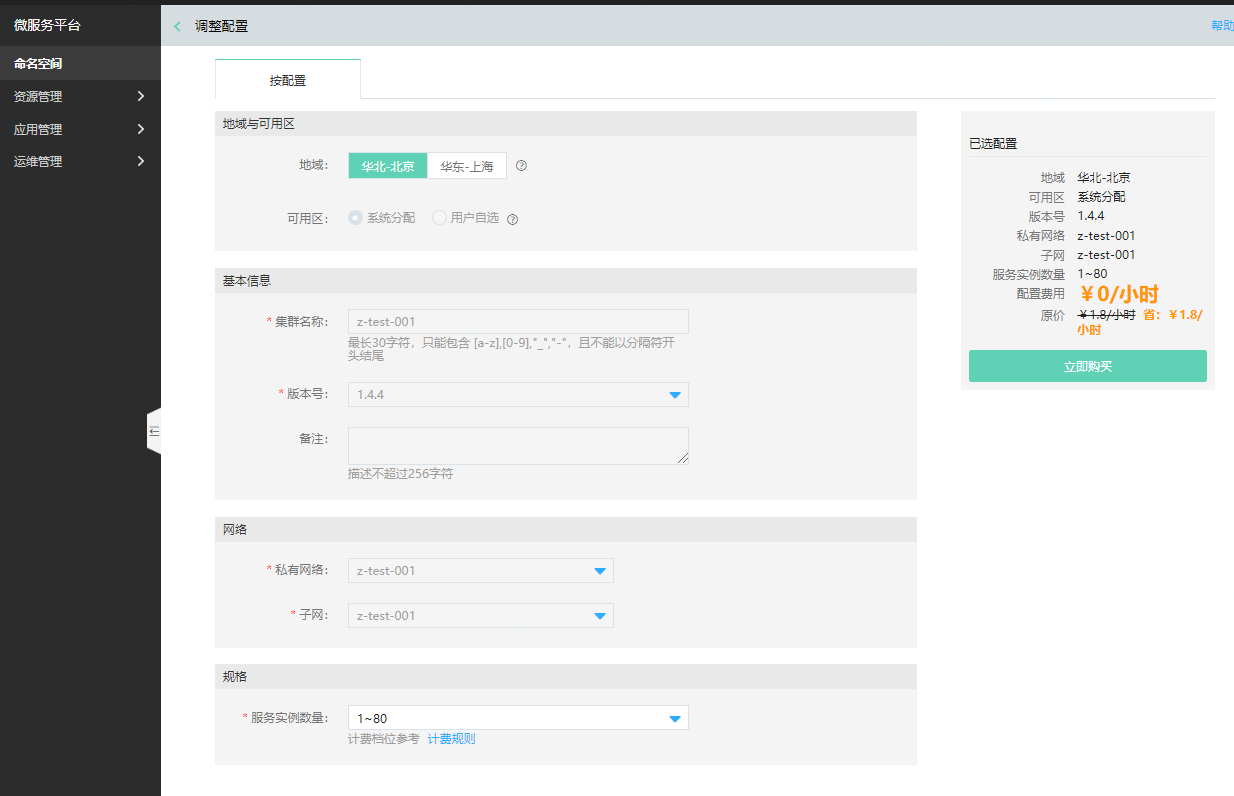 微服务平台
命名空间
资源管理
应用管理
运维管理
调整配置
帮助
按配置
地域与可用区
地域：
华北-北京
华东-上海
可用区：
系统分配
用户自选
基本信息
* 集群名称：
z-test-001
最长30字符，只能包含 [a-z],[0-9],"_","-"，且不能以分隔符开
头结尾
* 版本号：
1.4.4
备注：
描述不超过256字符
网络
* 私有网络：
z-test-001
* 子网：
z-test-001
规格
* 服务实例数量：
1~80
计费档位参考 计费规则
已选配置
地域 华北-北京
可用区 系统分配
版本号 1.4.4
私有网络 z-test-001
子网 z-test-001
服务实例数量 1~80
配置费用 ￥0/小时
原价 ￥1.8/小时 省：￥1.8/
小时
立即购买